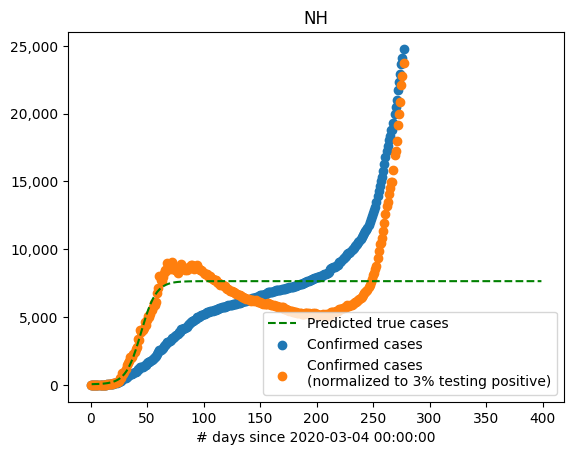 NH
25,000
20,000
15,000
10,000
5,000
0
Predicted true cases
Confirmed cases
Confirmed cases
(normalized to 3% testing positive)
0 50 100 150 200 250 300 350 400
# days since 2020-03-04 00:00:00